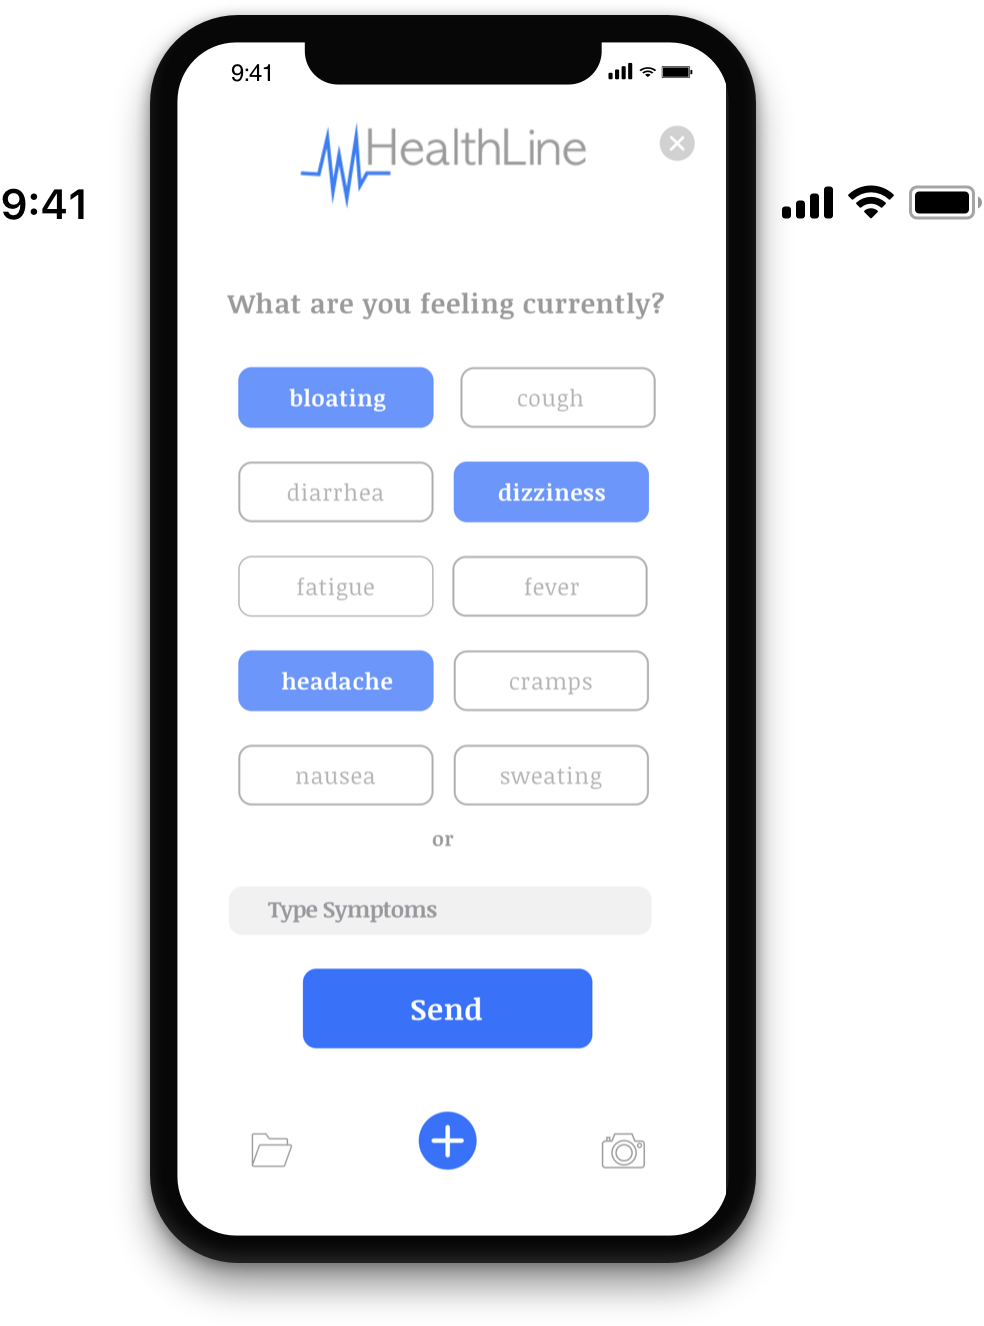 9:41
HealthLine
9:41
What are you feeling currently?
bloating cough
diarrhea dizziness
fatigue fever
headache cramps
nausea sweating
or
Type Symptoms
Send